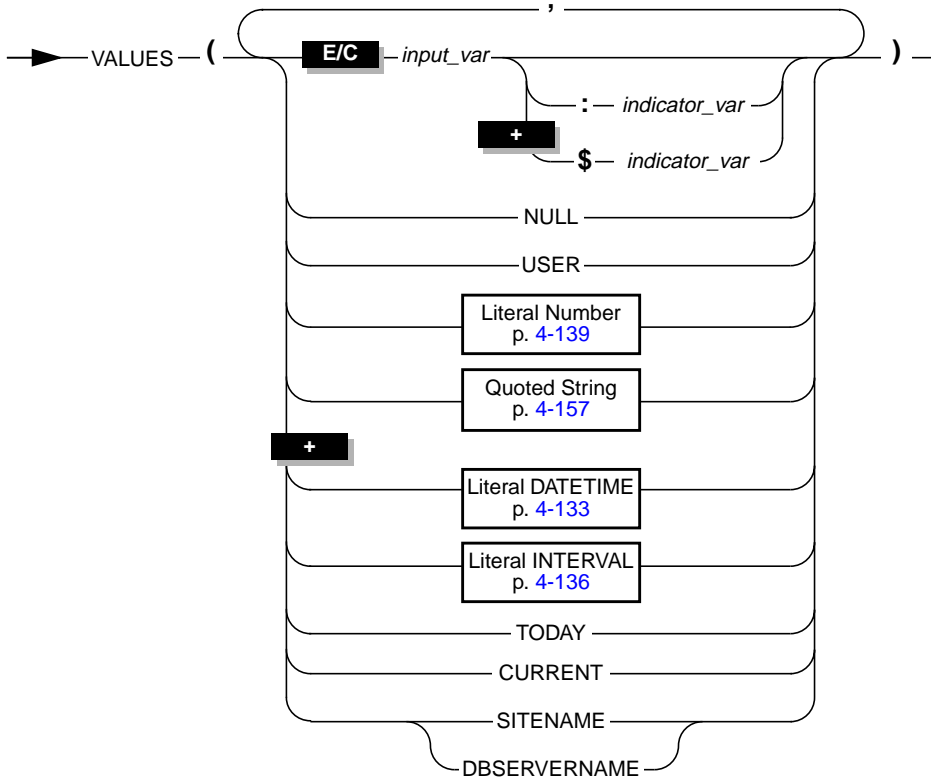 ,
VALUES ( E/C input_var )
: indicator_var
+
$ indicator_var
NULL
USER
Literal Number
p. 4-139
Quoted String
p. 4-157
+
Literal DATETIME
p. 4-133
Literal INTERVAL
p. 4-136
TODAY
CURRENT
SITENAME
DBSERVERNAME